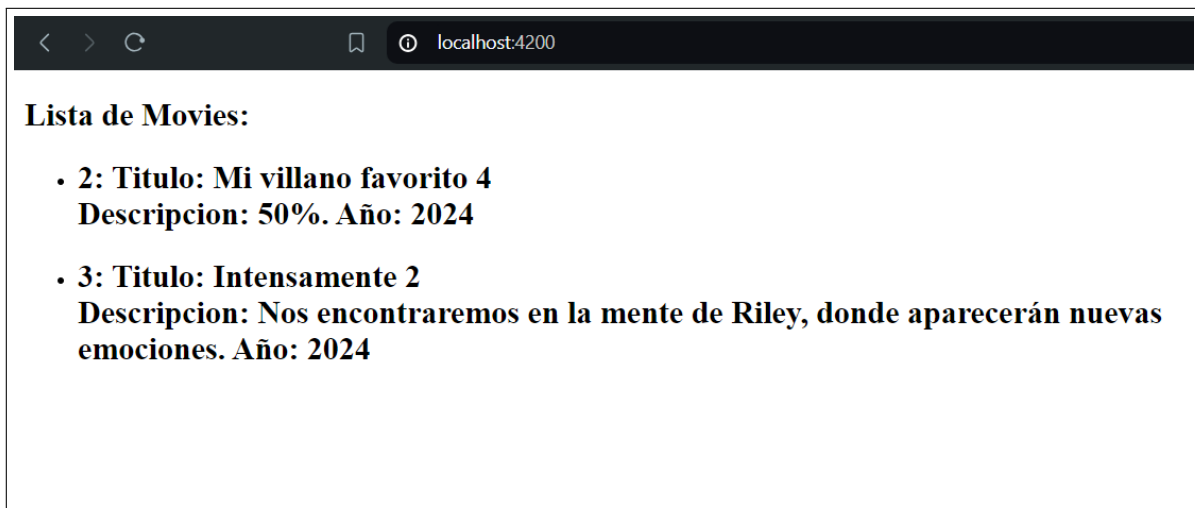 localhost:4200
Lista de Movies:
2: Titulo: Mi villano favorito 4
Descripcion: 50%. Año: 2024
3: Titulo: Intensamente 2
Descripcion: Nos encontraremos en la mente de Riley, donde aparecerán nuevas
emociones. Año: 2024